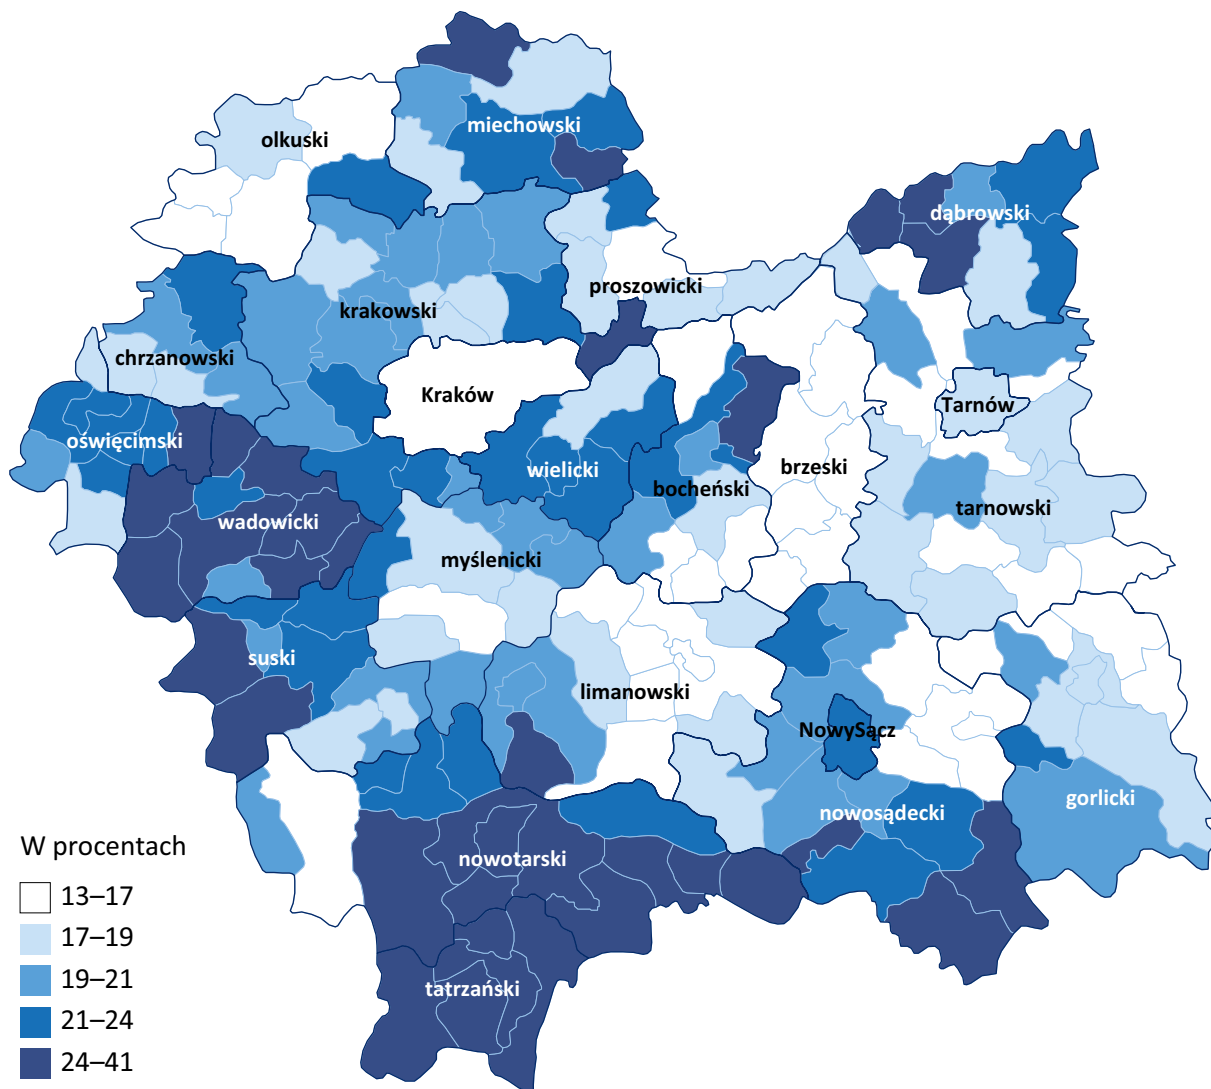 miechowski
olkuski
dąbrowski
proszowicki
krakowski
chrzanowski
Kraków
Tarnów
oświęcimski
wielicki
brzeski
bocheński
tarnowski
wadowicki
myślenicki
suski
limanowski
NowySącz
gorlicki
nowosądecki
nowotarski
tatrzański
W procentach
13–17
17–19
19–21
21–24
24–41